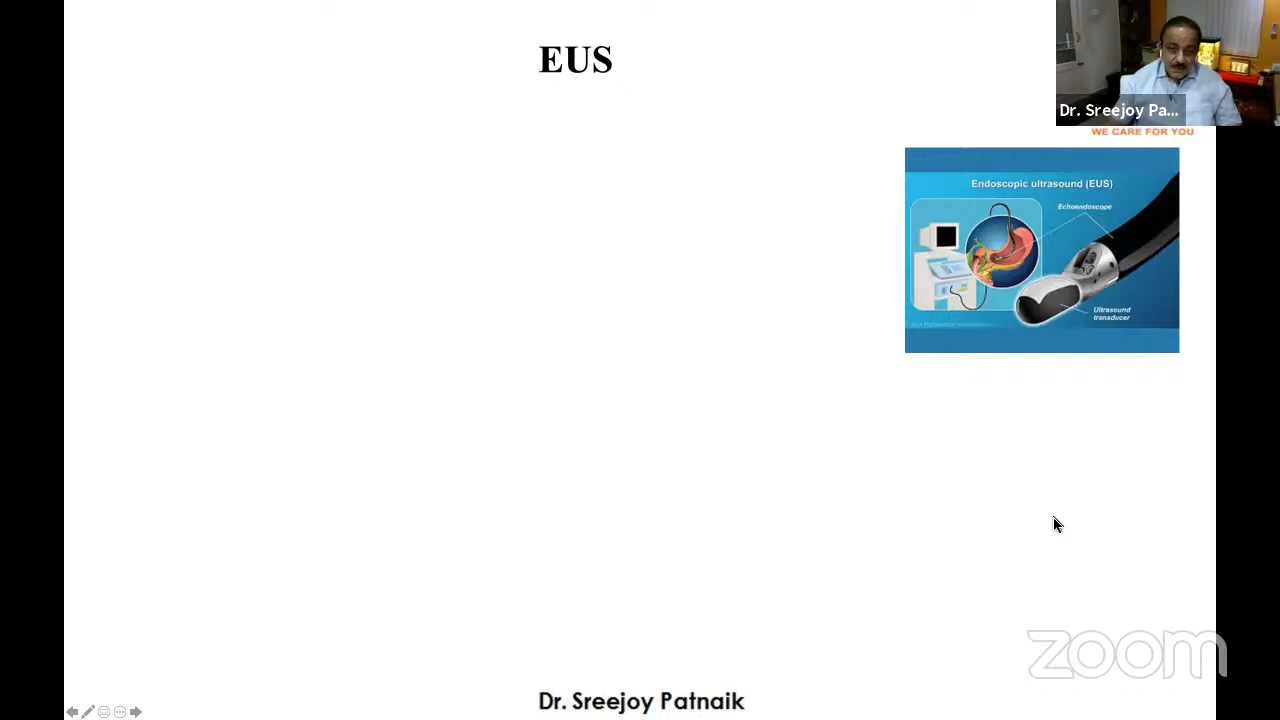 EUS
Dr. Sreejoy Pa...
WE CARE FOR YOU
Endoscopic ultrasound (EUS)
Echoendoscope
Ultrasound
transducer
zoom
Dr. Sreejoy Patnaik